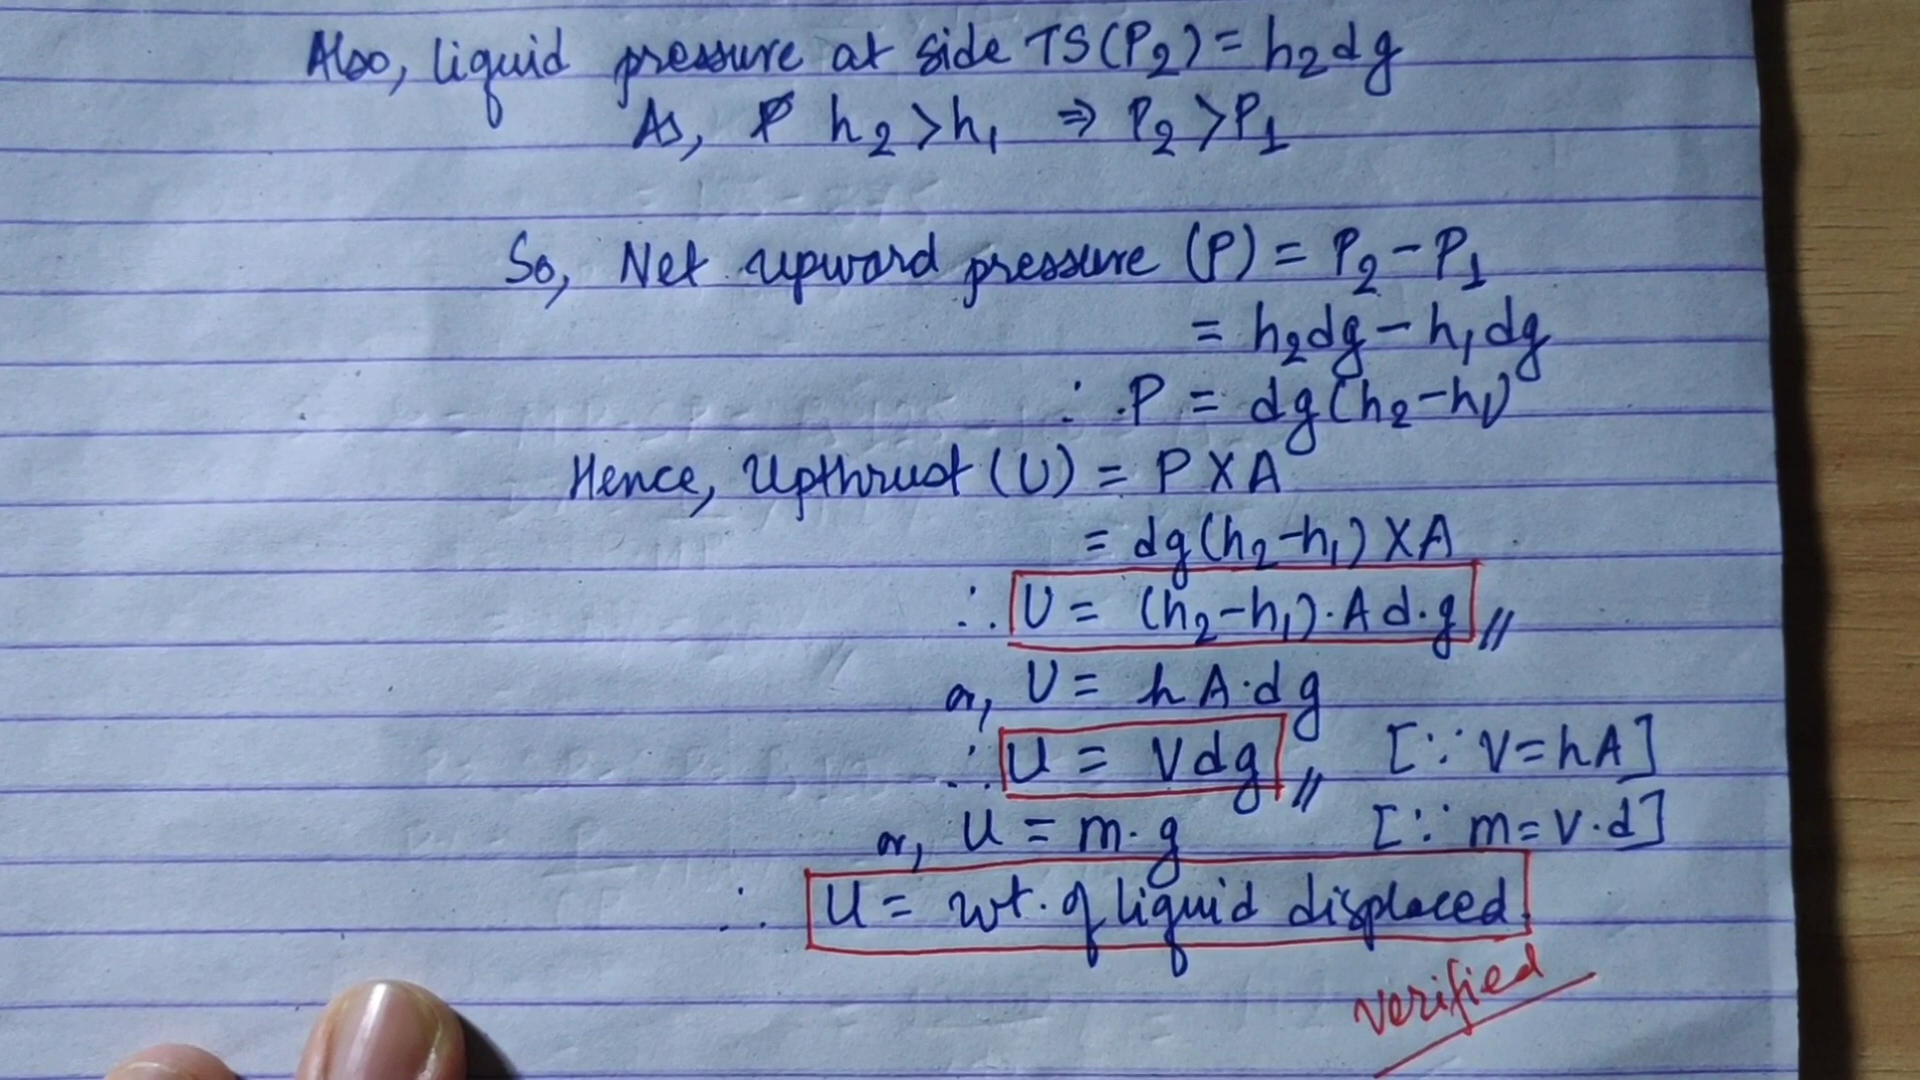 Also, liquid pressure at side TS(P₂) = h₂dg
As, h₂ > h₁ ⇒ P₂ > P₁
So, Net upward pressure (P) = P₂ - P₁
= h₂dg - h₁dg
∴ P = dg(h₂-h₁)
Hence, Upthrust (U) = P X A
= dg(h₂-h₁) X A
∴ U = (h₂-h₁)·A d·g //
or, U = h A·d g
∴ U = Vdg // [∵ V = hA]
or, U = m·g [∵ m = V·d]
∴ U = wt. of liquid displaced
Verified